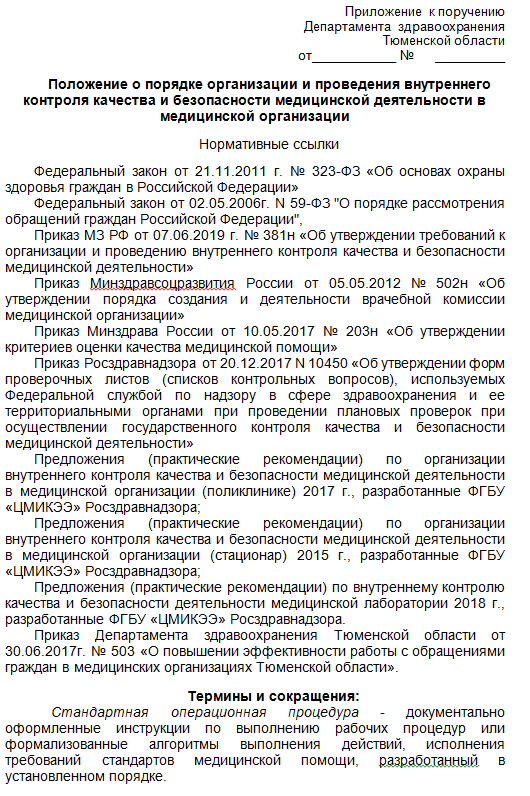 Приложение к поручению
Департамента здравоохранения
Тюменской области
от___________ № _________
Положение о порядке организации и проведения внутреннего
контроля качества и безопасности медицинской деятельности в
медицинской организации
Нормативные ссылки
Федеральный закон от 21.11.2011 г. № 323-ФЗ «Об основах охраны
здоровья граждан в Российской Федерации»
Федеральный закон от 02.05.2006г. N 59-ФЗ "О порядке рассмотрения
обращений граждан Российской Федерации",
Приказ МЗ РФ от 07.06.2019 г. № 381н «Об утверждении требований к
организации и проведению внутреннего контроля качества и безопасности
медицинской деятельности»
Приказ Минздравсоцразвития России от 05.05.2012 № 502н «Об
утверждении порядка создания и деятельности врачебной комиссии
медицинской организации»
Приказ Минздрава России от 10.05.2017 № 203н «Об утверждении
критериев оценки качества медицинской помощи»
Приказ Росздравнадзора от 20.12.2017 N 10450 «Об утверждении форм
проверочных листов (списков контрольных вопросов), используемых
Федеральной службой по надзору в сфере здравоохранения и ее
территориальными органами при проведении плановых проверок при
осуществлении государственного контроля качества и безопасности
медицинской деятельности»
Предложения (практические рекомендации) по организации
внутреннего контроля качества и безопасности медицинской деятельности
в медицинской организации (поликлинике) 2017 г., разработанные ФГБУ
«ЦМИКЭЭ» Росздравнадзора;
Предложения (практические рекомендации) по организации
внутреннего контроля качества и безопасности медицинской деятельности
в медицинской организации (стационар) 2015 г., разработанные ФГБУ
«ЦМИКЭЭ» Росздравнадзора;
Предложения (практические рекомендации) по внутреннему контролю
качества и безопасности деятельности медицинской лаборатории 2018 г.,
разработанные ФГБУ «ЦМИКЭЭ» Росздравнадзора.
Приказ Департамента здравоохранения Тюменской области от
30.06.2017г. № 503 «О повышении эффективности работы с обращениями
граждан в медицинских организациях Тюменской области».
Термины и сокращения:
Стандартная операционная процедура - документально
оформленные инструкции по выполнению рабочих процедур или
формализованные алгоритмы выполнения действий, исполнения
требований стандартов медицинской помощи, разработанный в
установленном порядке.